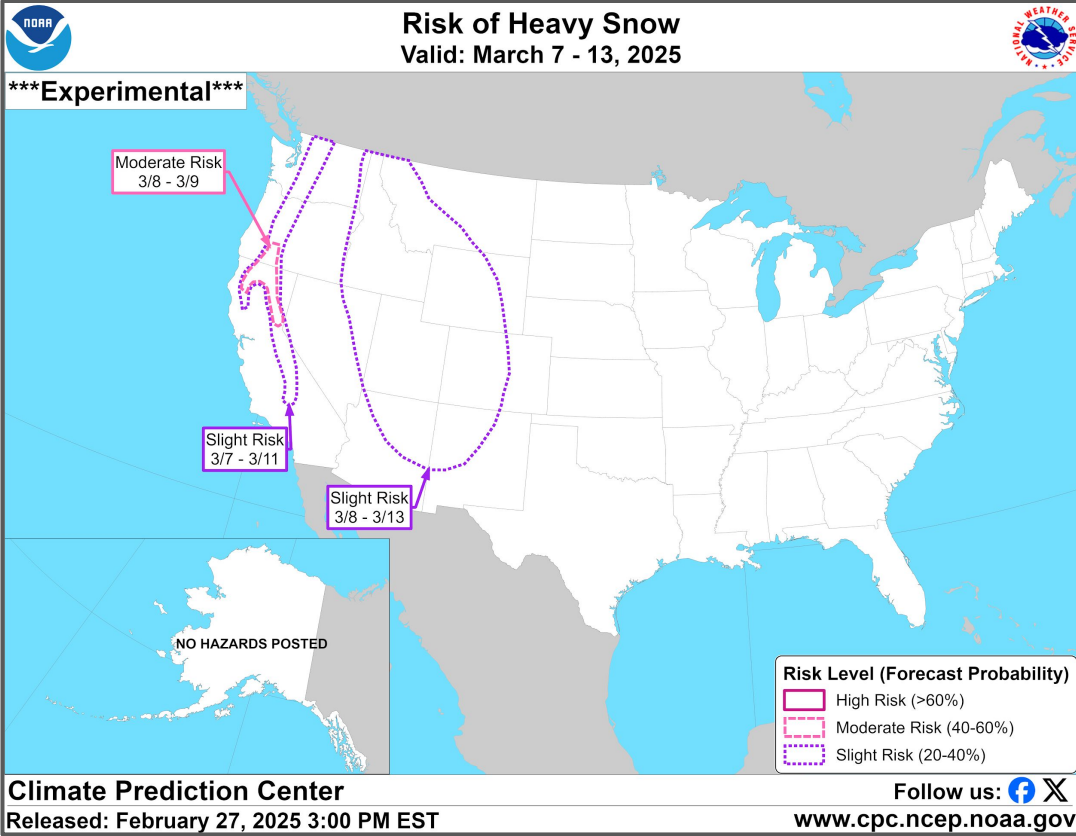 NOAA
Risk of Heavy Snow
Valid: March 7 - 13, 2025
NATIONAL WEATHER SERVICE
***Experimental***
Moderate Risk
3/8 - 3/9
Slight Risk
3/7 - 3/11
Slight Risk
3/8 - 3/13
NO HAZARDS POSTED
Risk Level (Forecast Probability)
High Risk (>60%)
Moderate Risk (40-60%)
Slight Risk (20-40%)
Climate Prediction Center
Follow us:
Released: February 27, 2025 3:00 PM EST
www.cpc.ncep.noaa.gov